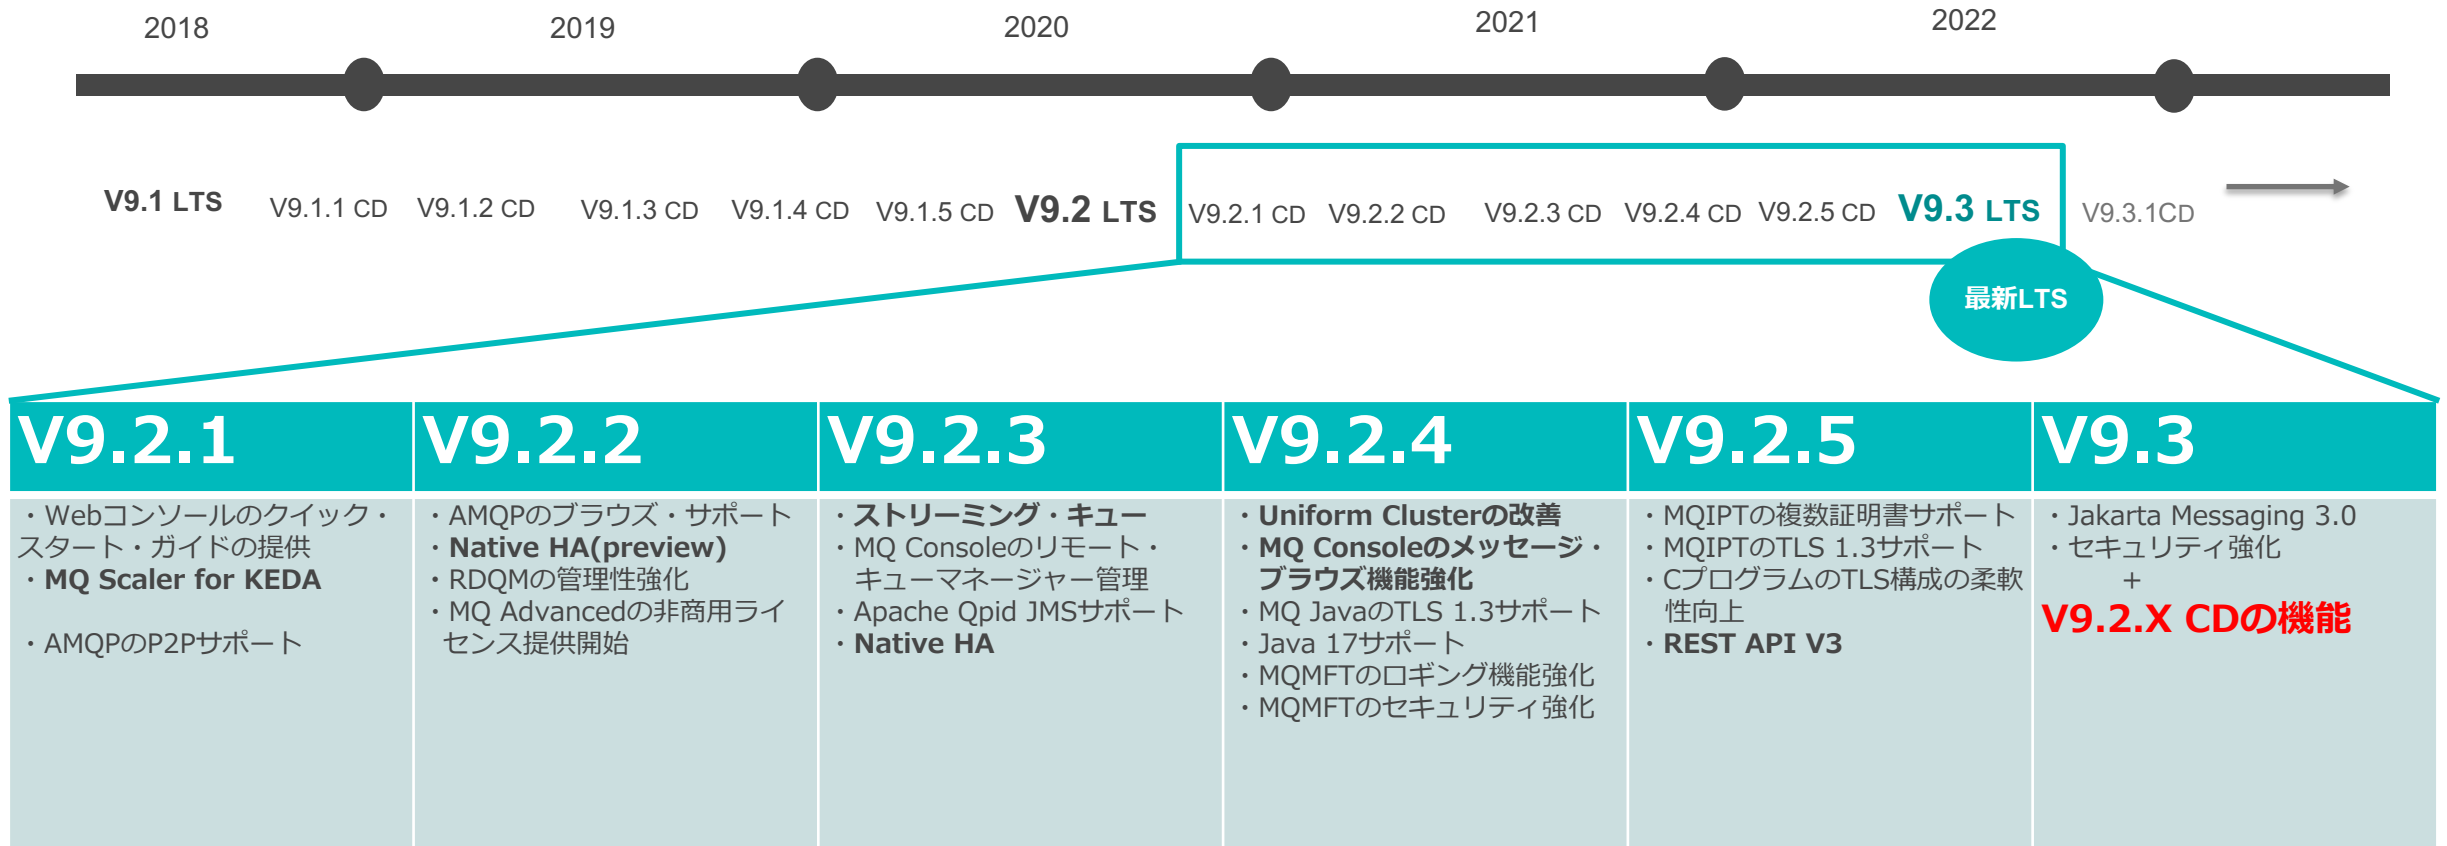 2018
2019
2020
2021
2022
V9.1 LTS
V9.1.1 CD
V9.1.2 CD
V9.1.3 CD
V9.1.4 CD
V9.1.5 CD
V9.2 LTS
V9.2.1 CD
V9.2.2 CD
V9.2.3 CD
V9.2.4 CD
V9.2.5 CD
V9.3 LTS
V9.3.1CD
最新LTS
V9.2.1
・Webコンソールのクイック・
スタート・ガイドの提供
・MQ Scaler for KEDA
・AMQPのP2Pサポート
V9.2.2
・AMQPのブラウズ・サポート
・Native HA(preview)
・RDQMの管理性強化
・MQ Advancedの非商用ライ
センス提供開始
V9.2.3
・ストリーミング・キュー
・MQ Consoleのリモート・
キューマネージャー管理
・Apache Qpid JMSサポート
・Native HA
V9.2.4
・Uniform Clusterの改善
・MQ Consoleのメッセージ・
ブラウズ機能強化
・MQ JavaのTLS 1.3サポート
・Java 17サポート
・MQMFTのロギング機能強化
・MQMFTのセキュリティ強化
V9.2.5
・MQIPTの複数証明書サポート
・MQIPTのTLS 1.3サポート
・CプログラムのTLS構成の柔軟
性向上
・REST API V3
V9.3
・Jakarta Messaging 3.0
・セキュリティ強化
+
V9.2.X CDの機能